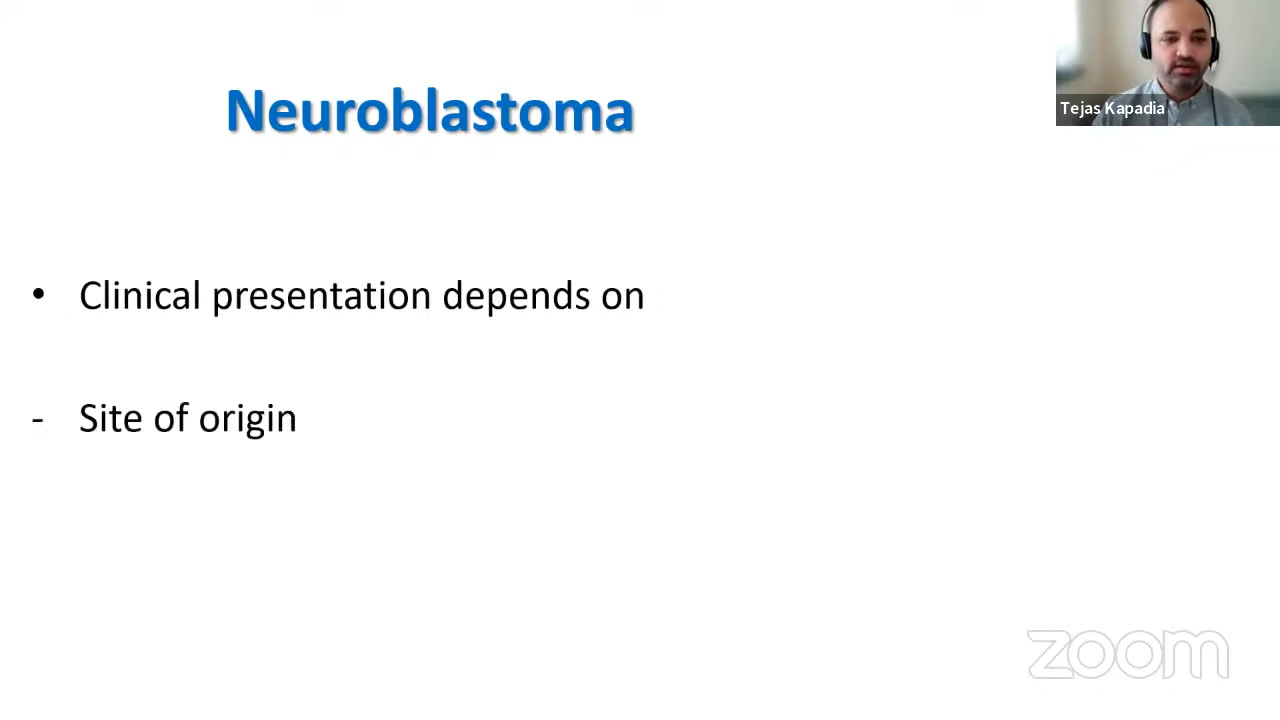 Neuroblastoma
Tejas Kapadia
• Clinical presentation depends on
- Site of origin
zoom